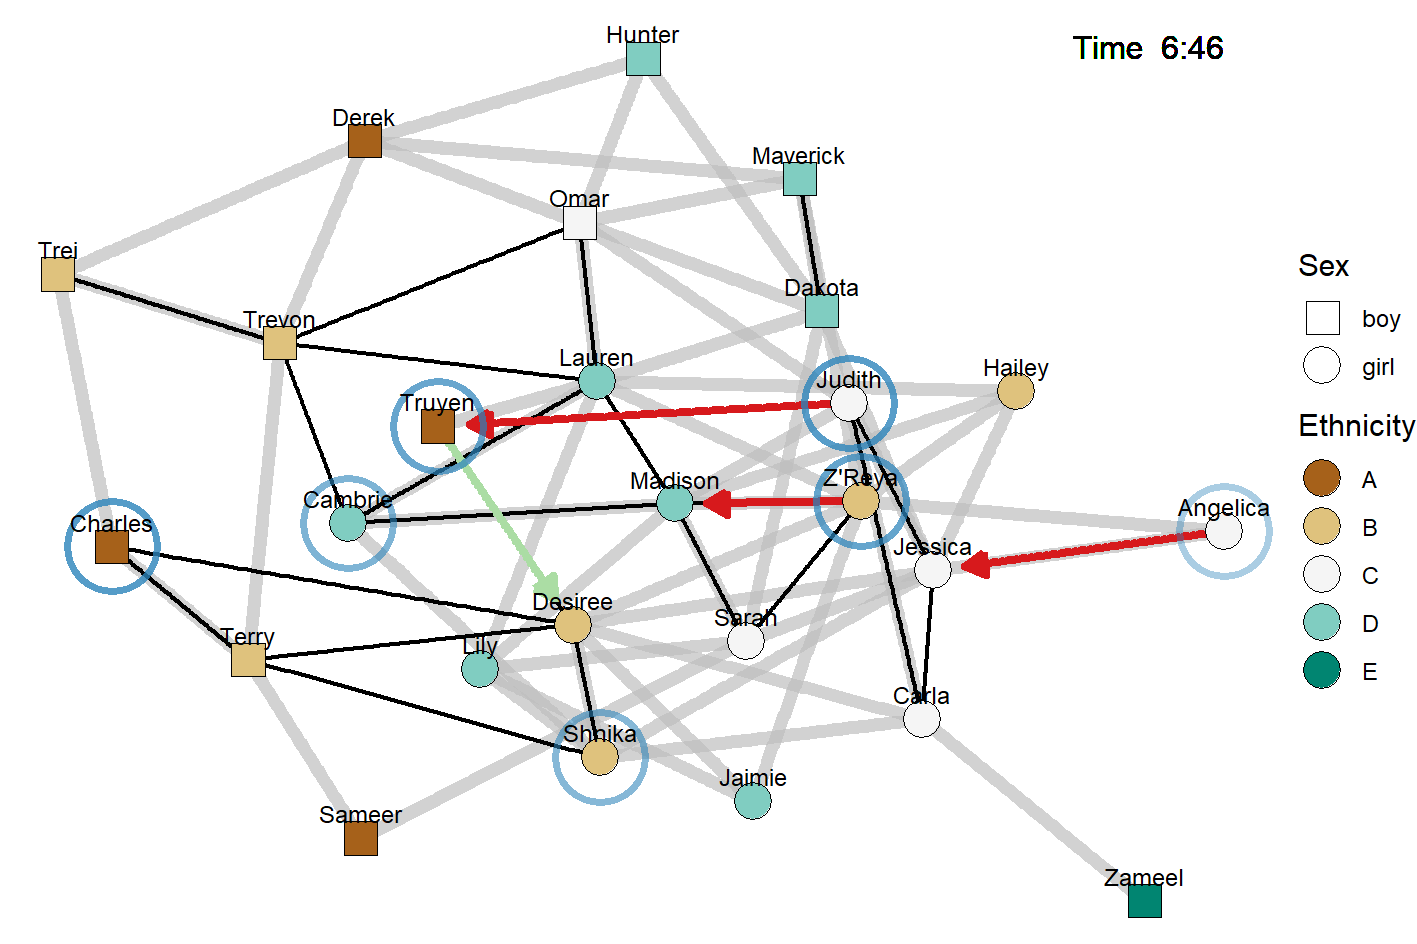 Hunter
Time 6:46
Derek
Maverick
Omar
Trei
Sex
Dakota
boy
Trevon
Lauren
girl
Hailey
Judith
Truyen
Ethnicity
Madison
Z'Reya
A
Cambrie
Angelica
Charles
B
Jessica
C
Desiree
Sarah
D
Terry
Lily
E
Carla
Shnika
Jaimie
Sameer
Zameel